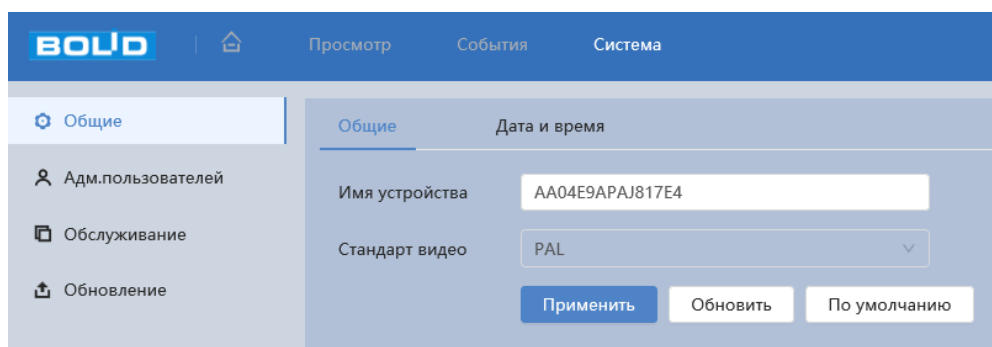 BOLID Просмотр События Система
Общие Общие Дата и время
Адм.пользователей Имя устройства AA04E9APAJ817E4
Обслуживание Стандарт видео PAL
Обновление Применить Обновить По умолчанию